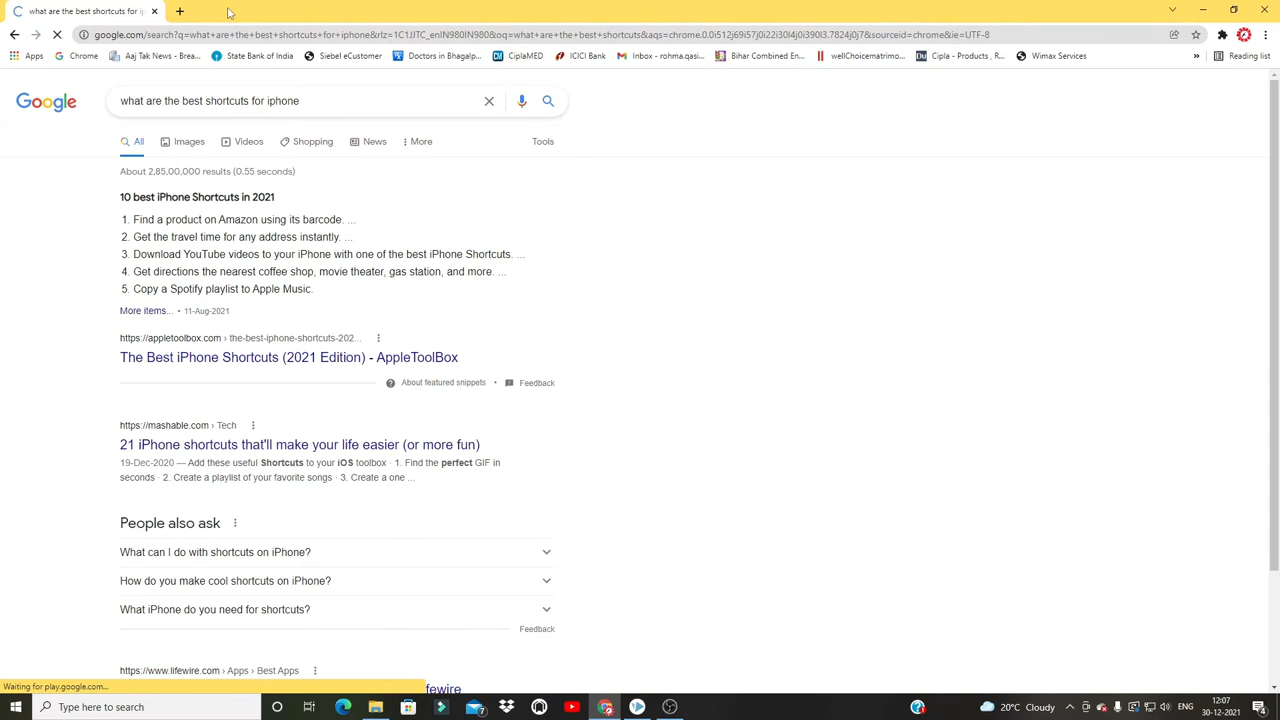 what are the best shortcuts for ip
google.com/search?q=what+are+the+best+shortcuts+for+iphone&rlz=1C1JJTC_enIN980IN980&oq=what+are+the+best+shortcuts&aqs=chrome.0.0i512j69i57j0i22i30l4j0i390l3.7824j0j7&sourceid=chrome&ie=UTF-8
Apps Chrome Aaj Tak News - Brea... State Bank of India Siebel eCustomer Doctors in Bhagalp... CiplaMED ICICI Bank Inbox - rohma.qasi... Bihar Combined En... wellChoicematrimo... Cipla - Products , R... Wimax Services » Reading list
Google
what are the best shortcuts for iphone
All Images Videos Shopping News More Tools
About 2,85,00,000 results (0.55 seconds)
10 best iPhone Shortcuts in 2021
1. Find a product on Amazon using its barcode. ...
2. Get the travel time for any address instantly. ...
3. Download YouTube videos to your iPhone with one of the best iPhone Shortcuts. ...
4. Get directions the nearest coffee shop, movie theater, gas station, and more. ...
5. Copy a Spotify playlist to Apple Music.
More items... • 11-Aug-2021
https://appletoolbox.com › the-best-iphone-shortcuts-202...
The Best iPhone Shortcuts (2021 Edition) - AppleToolBox
About featured snippets • Feedback
https://mashable.com › Tech
21 iPhone shortcuts that'll make your life easier (or more fun)
19-Dec-2020 — Add these useful Shortcuts to your iOS toolbox · 1. Find the perfect GIF in
seconds · 2. Create a playlist of your favorite songs · 3. Create a one ...
People also ask
What can I do with shortcuts on iPhone?
How do you make cool shortcuts on iPhone?
What iPhone do you need for shortcuts?
Feedback
https://www.lifewire.com › Apps › Best Apps
Waiting for play.google.com...
fewire
Type here to search
20°C Cloudy
ENG
12:07
30-12-2021